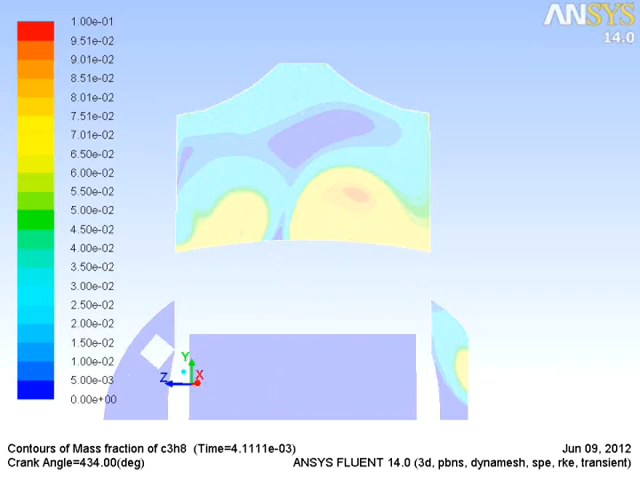 ANSYS
14.0
1.00e-01
9.51e-02
9.01e-02
8.51e-02
8.01e-02
7.51e-02
7.01e-02
6.50e-02
6.00e-02
5.50e-02
5.00e-02
4.50e-02
4.00e-02
3.50e-02
3.00e-02
2.50e-02
2.00e-02
1.50e-02
1.00e-02
5.00e-03
0.00e+00
Y
Z
X
Contours of Mass fraction of c3h8 (Time=4.1111e-03)
Crank Angle=434.00(deg)
Jun 09, 2012
ANSYS FLUENT 14.0 (3d, pbns, dynamesh, spe, rke, transient)